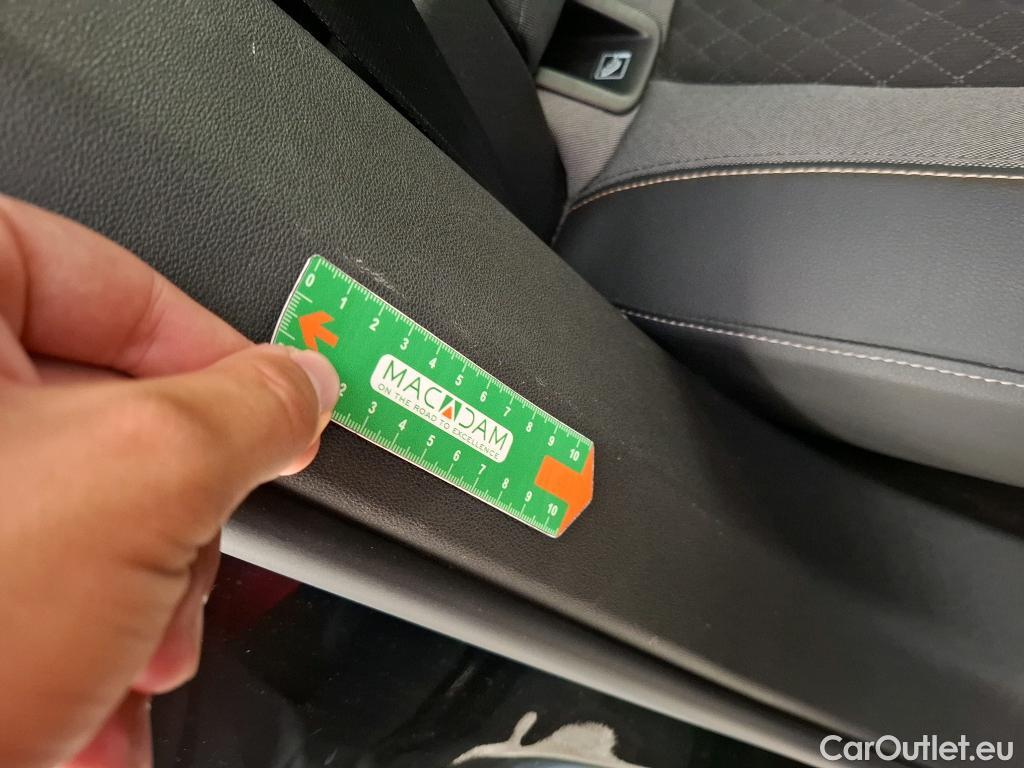 0 1 2 3 4 5 6 7 8 9 10
MACADAM
ON THE ROAD TO EXCELLENCE
2 3 4 5 6 7 8 9 10
CarOutlet.eu